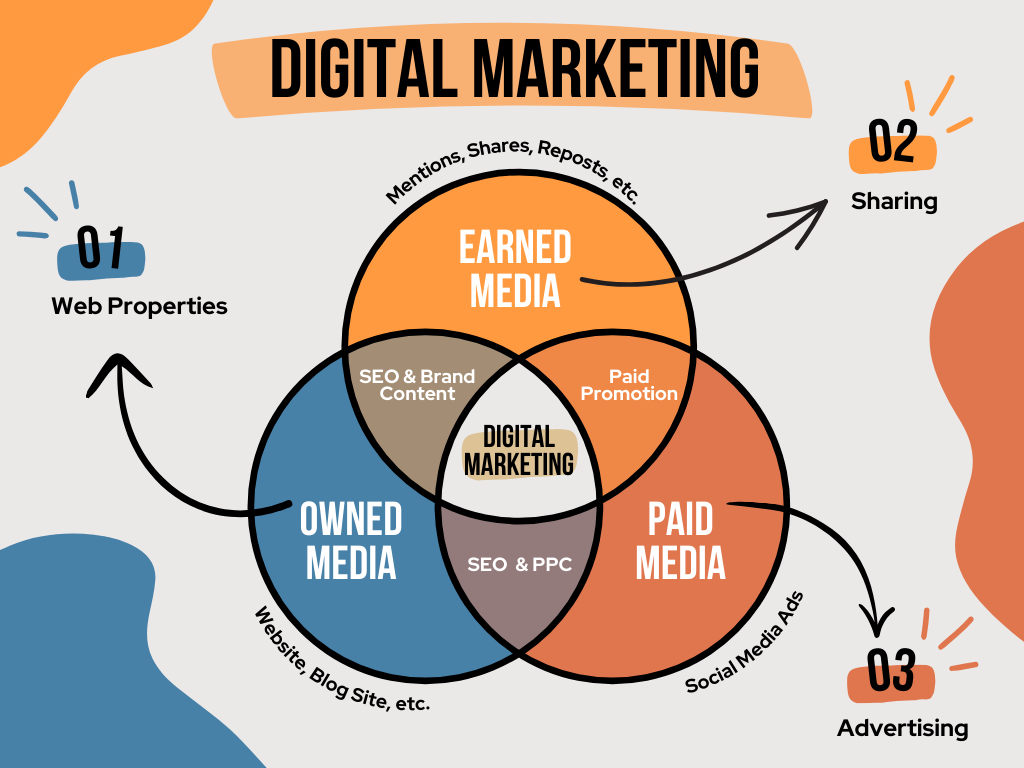 DIGITAL MARKETING
02
Sharing
Mentions, Shares, Reposts, etc.
01
Web Properties
EARNED
MEDIA
SEO & Brand
Content
Paid
Promotion
DIGITAL
MARKETING
OWNED
MEDIA
PAID
MEDIA
SEO & PPC
Website, Blog Site, etc.
Social Media Ads
03
Advertising